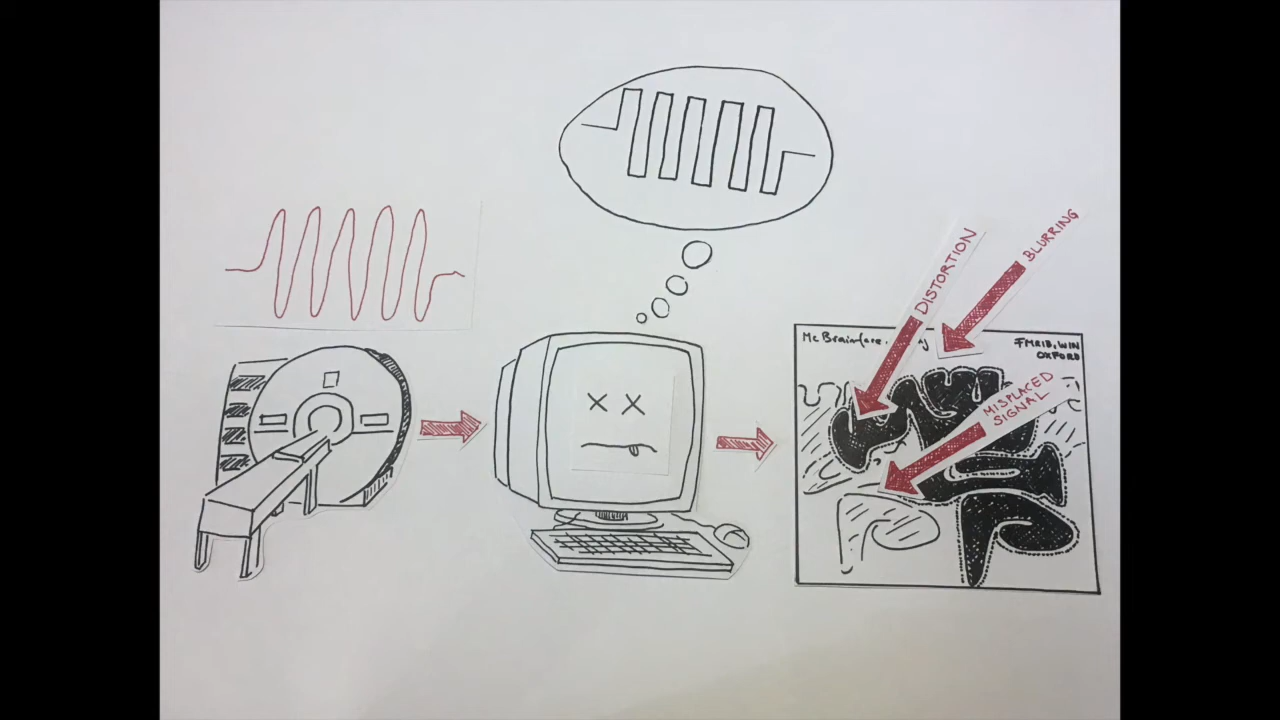 DISTORTION
BLURRING
FMRIB, WIN
OXFORD
MISPLACED
SIGNAL